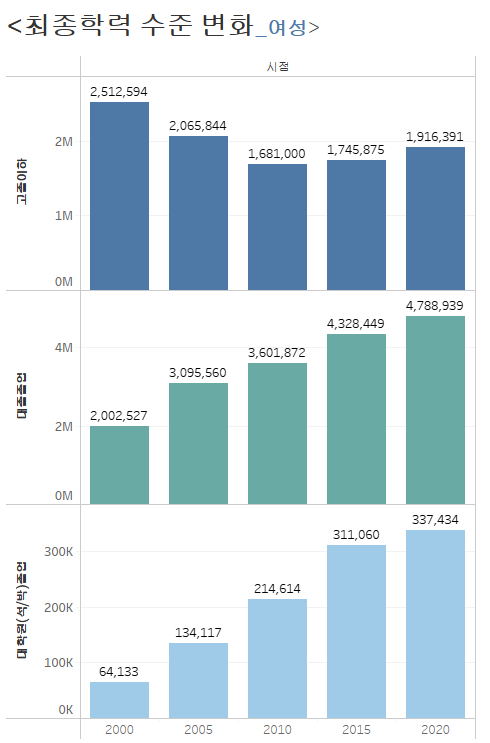 <최종학력 수준 변화_여성>
시점
고졸이하
2M
1M
0M
2,512,594
2,065,844
1,681,000
1,745,875
1,916,391
대졸졸업
4M
2M
0M
2,002,527
3,095,560
3,601,872
4,328,449
4,788,939
대학원(석/박)졸업
300K
200K
100K
0K
64,133
134,117
214,614
311,060
337,434
2000 2005 2010 2015 2020